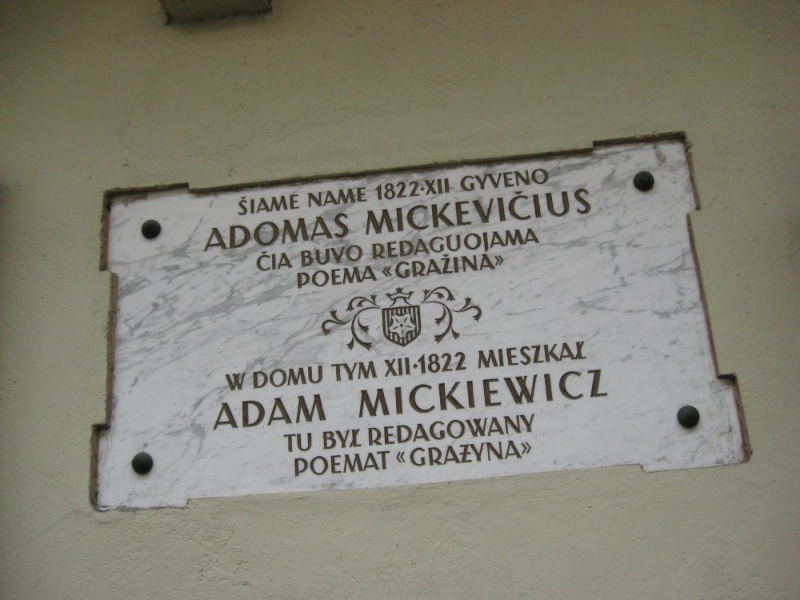 ŠIAME NAME 1822·XII GYVENO
ADOMAS MICKEVIČIUS
ČIA BUVO REDAGUOJAMA
POEMA «GRAŽINA»
W DOMU TYM XII·1822 MIESZKAŁ
ADAM MICKIEWICZ
TU BYŁ REDAGOWANY
POEMAT «GRAŻYNA»